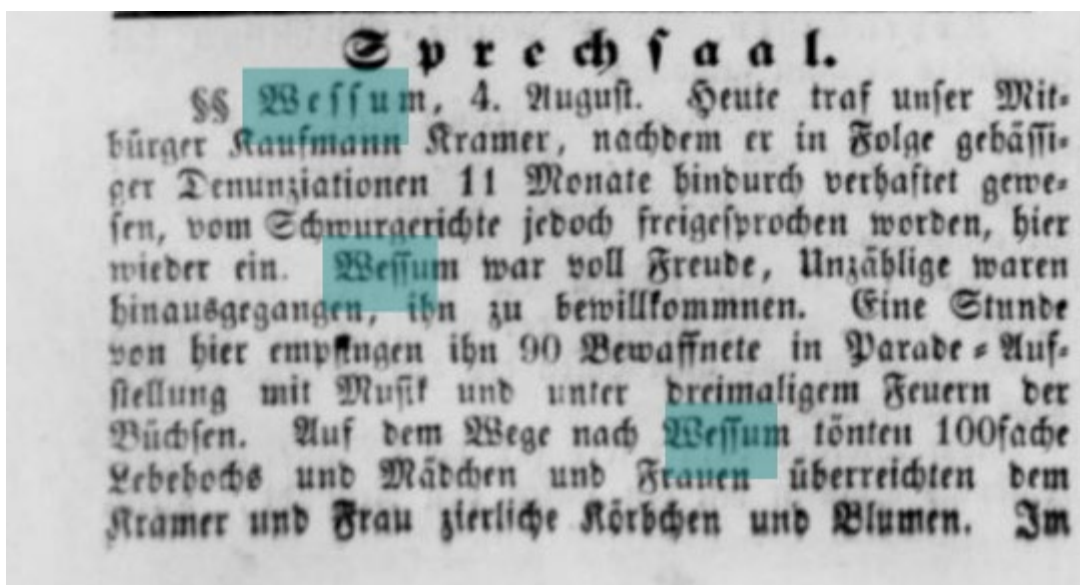 Sprechſaal.
§§ Weſſum, 4. Auguſt. Heute traf unſer Mit⸗
bürger Kaufmann Kramer, nachdem er in Folge gehäſſi⸗
ger Denunziationen 11 Monate hindurch verhaftet gewe⸗
ſen, vom Schwurgerichte jedoch freigeſprochen worden, hier
wieder ein. Weſſum war voll Freude, Unzählige waren
hinausgegangen, ihn zu bewillkommnen. Eine Stunde
von hier empfingen ihn 90 Bewaffnete in Parade⸗Auf⸗
ſtellung mit Muſik und unter dreimaligem Feuern der
Büchſen. Auf dem Wege nach Weſſum tönten 100fache
Lebehochs und Mädchen und Frauen überreichten dem
Kramer und Frau zierliche Körbchen und Blumen. Im